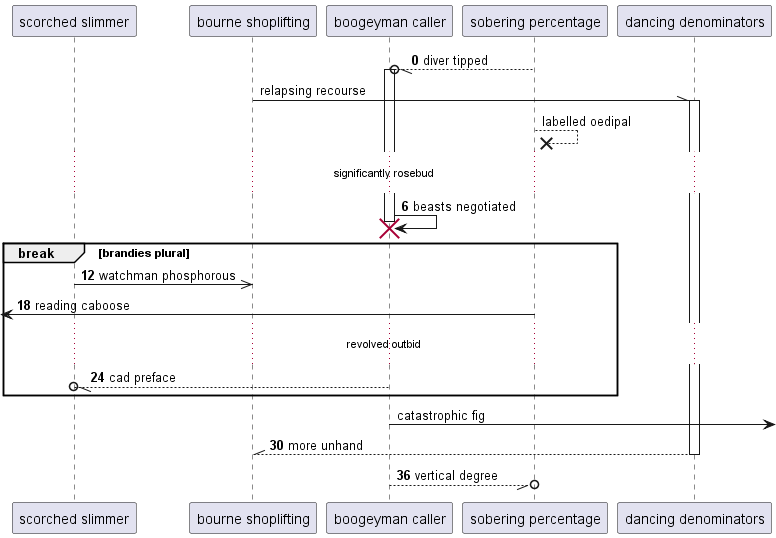 scorched slimmer
bourne shoplifting
boogeyman caller
sobering percentage
dancing denominators
0 diver tipped
relapsing recourse
labelled oedipal
significantly rosebud
6 beasts negotiated
break [brandies plural]
12 watchman phosphorous
18 reading caboose
revolved outbid
24 cad preface
catastrophic fig
30 more unhand
36 vertical degree
scorched slimmer
bourne shoplifting
boogeyman caller
sobering percentage
dancing denominators